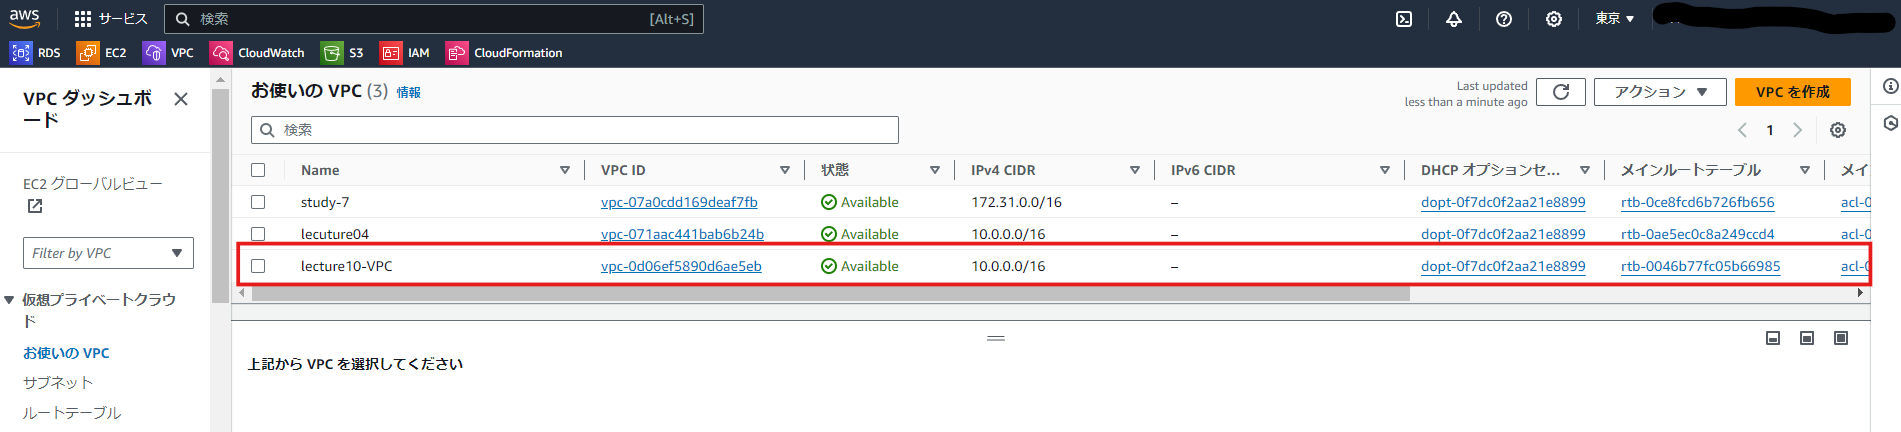 aws サービス 検索 [Alt+S] 東京
RDS EC2 VPC CloudWatch S3 IAM CloudFormation
VPC ダッシュボ
ード
EC2 グローバルビュー
Filter by VPC
仮想プライベートクラウ
ド
お使いの VPC
サブネット
ルートテーブル
お使いの VPC (3) 情報
Last updated
less than a minute ago
アクション
VPC を作成
検索
1
Name VPC ID 状態 IPv4 CIDR IPv6 CIDR DHCP オプションセ... メインルートテーブル メイ
study-7 vpc-07a0cdd169deaf7fb Available 172.31.0.0/16 – dopt-0f7dc0f2aa21e8899 rtb-0ce8fcd6b726fb656 acl-0
lecuture04 vpc-071aac441bab6b24b Available 10.0.0.0/16 – dopt-0f7dc0f2aa21e8899 rtb-0ae5ec0c8a249ccd4 acl-0
lecture10-VPC vpc-0d06ef5890d6ae5eb Available 10.0.0.0/16 – dopt-0f7dc0f2aa21e8899 rtb-0046b77fc05b66985 acl-0
上記から VPC を選択してください